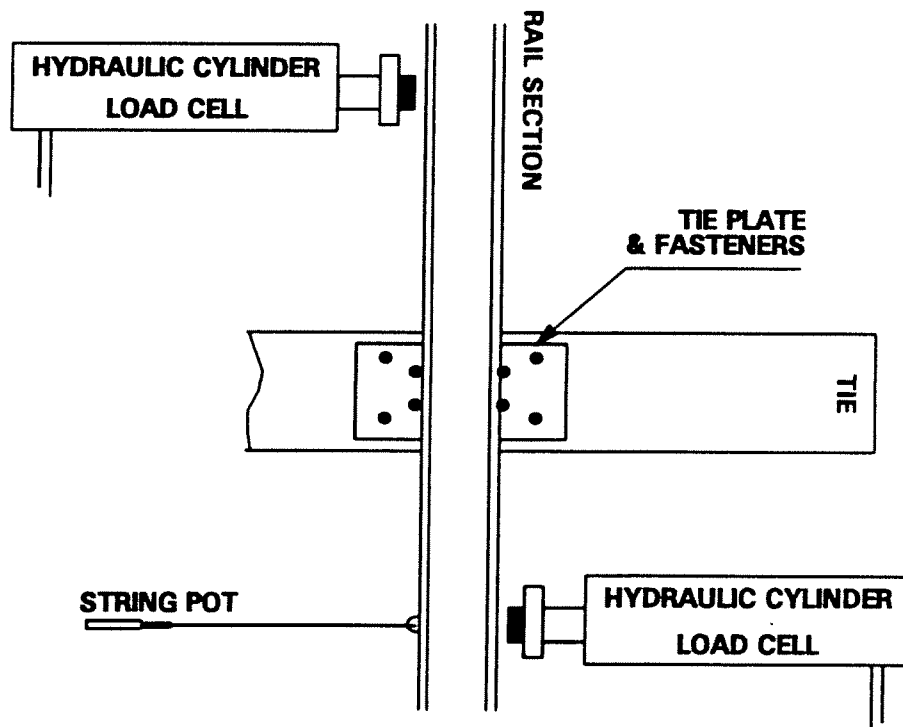 HYDRAULIC CYLINDER
LOAD CELL
RAIL SECTION
TIE PLATE
& FASTENERS
TIE
STRING POT
HYDRAULIC CYLINDER
LOAD CELL